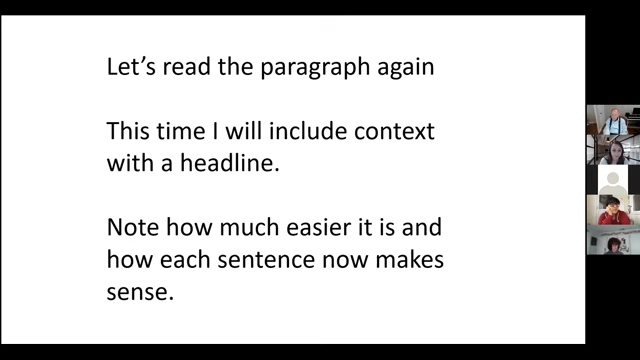 Let's read the paragraph again
This time I will include context
with a headline.
Note how much easier it is and
how each sentence now makes
sense.